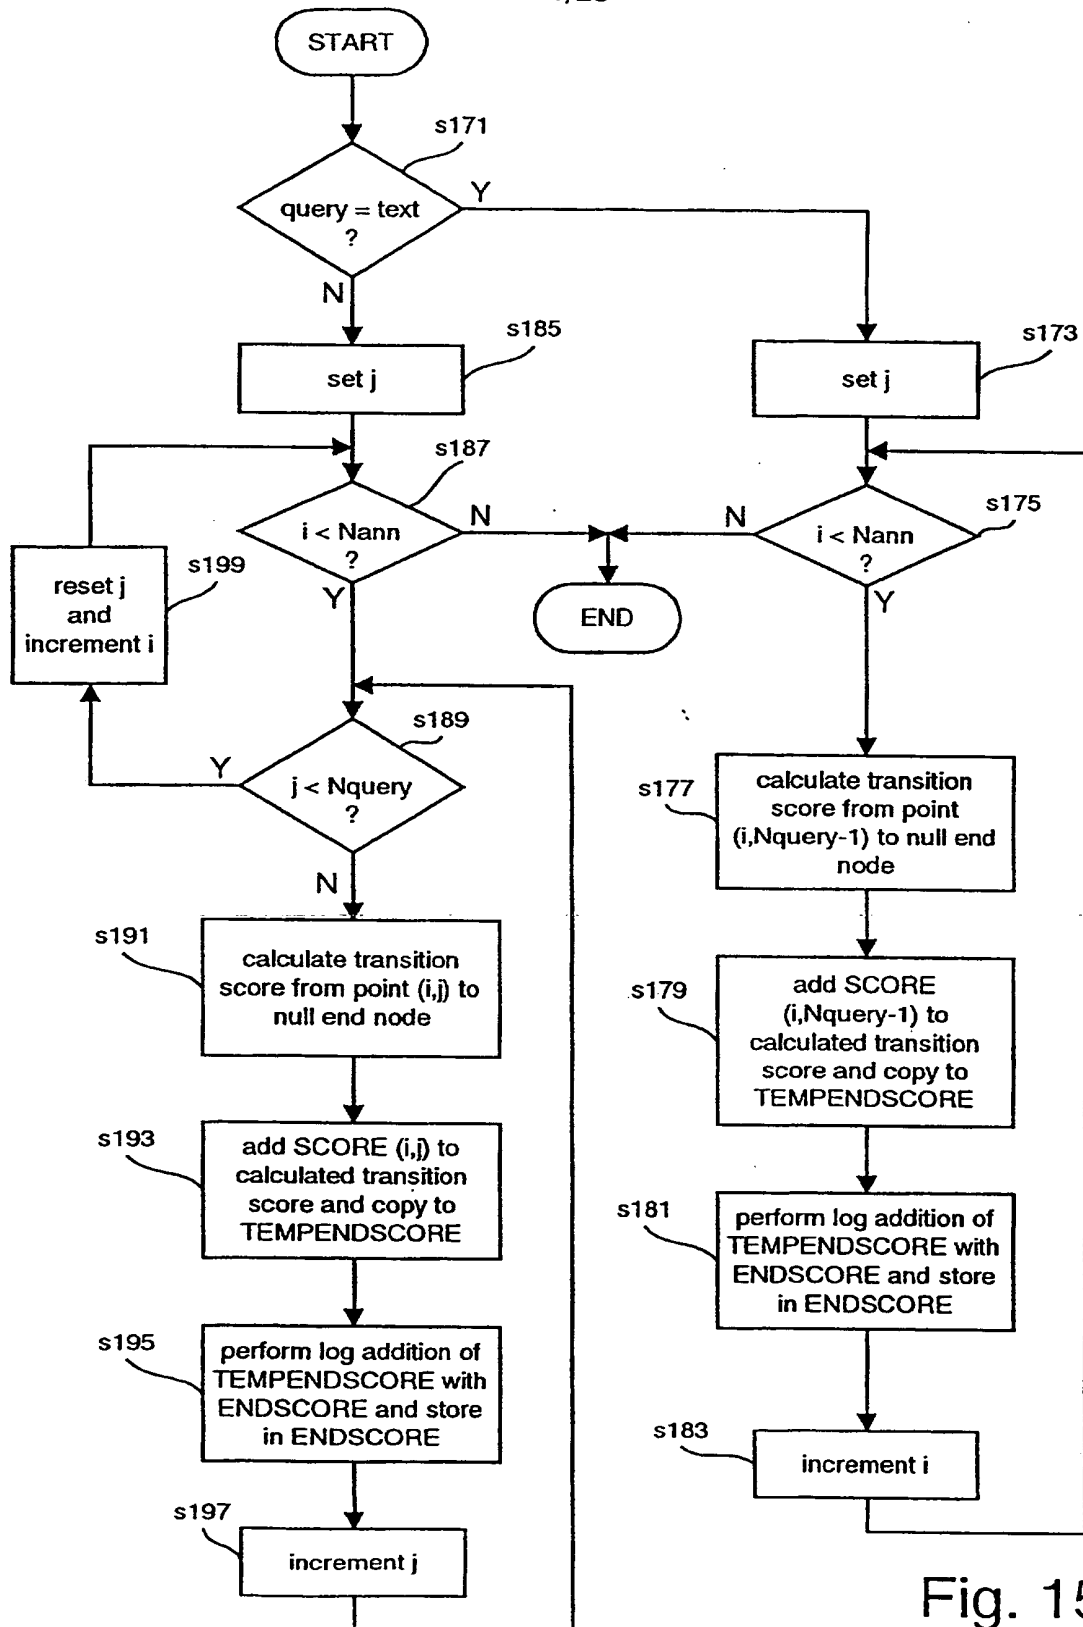 START
s171
query = text
?
Y
N
s185
set j
s173
set j
s187
i < Nann
?
N
Y
N
i < Nann
?
s175
Y
END
s199
reset j
and
increment i
s189
Y
j < Nquery
?
N
s177
calculate transition
score from point
(i,Nquery-1) to null end
node
s191
calculate transition
score from point (i,j) to
null end node
s179
add SCORE
(i,Nquery-1) to
calculated transition
score and copy to
TEMPENDSCORE
s193
add SCORE (i,j) to
calculated transition
score and copy to
TEMPENDSCORE
s181
perform log addition of
TEMPENDSCORE with
ENDSCORE and store
in ENDSCORE
s195
perform log addition of
TEMPENDSCORE with
ENDSCORE and store
in ENDSCORE
s183
increment i
s197
increment j
Fig. 15